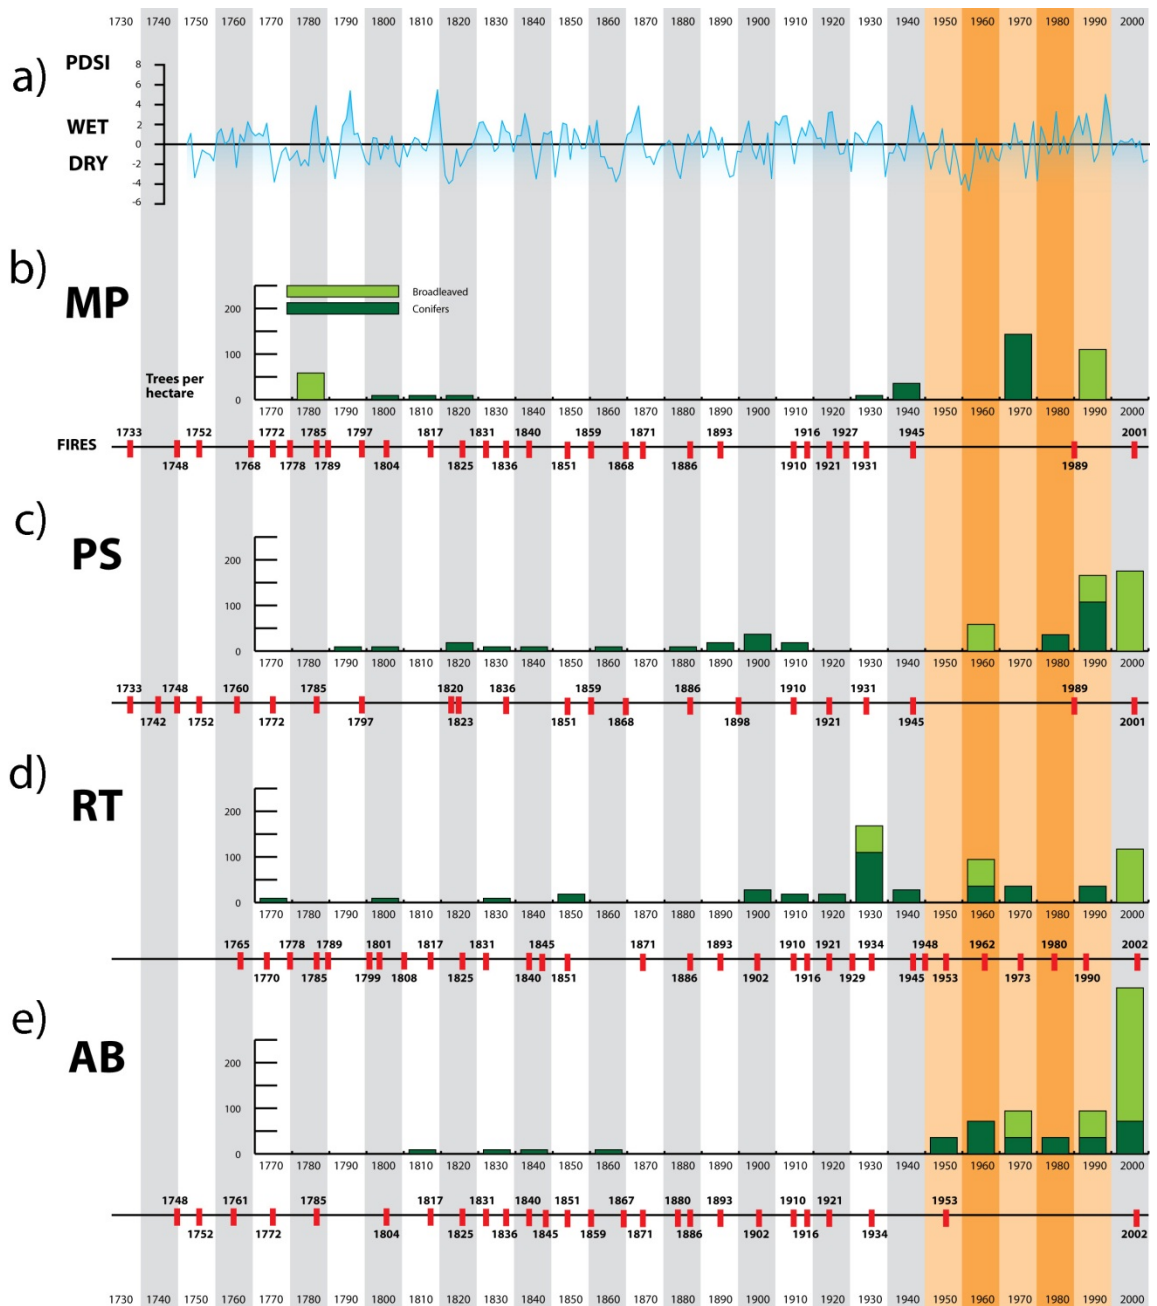 1730 1740 1750 1760 1770 1780 1790 1800 1810 1820 1830 1840 1850 1860 1870 1880 1890 1900 1910 1920 1930 1940 1950 1960 1970 1980 1990 2000
a)
PDSI
WET
DRY
8
6
4
2
0
-2
-4
-6
b)
MP
Broadleaved
Conifers
200
100
0
Trees per
hectare
1770 1780 1790 1800 1810 1820 1830 1840 1850 1860 1870 1880 1890 1900 1910 1920 1930 1940 1950 1960 1970 1980 1990 2000
FIRES
1733 1752 1772 1785 1797 1817 1831 1840 1859 1871 1893 1916 1927 1945 2001
1748 1768 1778 1789 1804 1825 1836 1851 1868 1886 1910 1921 1931 1989
c)
PS
200
100
0
1770 1780 1790 1800 1810 1820 1830 1840 1850 1860 1870 1880 1890 1900 1910 1920 1930 1940 1950 1960 1970 1980 1990 2000
1733 1748 1760 1785 1820 1836 1859 1886 1910 1931 1989
1742 1752 1772 1797 1823 1851 1868 1898 1921 1945 2001
d)
RT
200
100
0
1770 1780 1790 1800 1810 1820 1830 1840 1850 1860 1870 1880 1890 1900 1910 1920 1930 1940 1950 1960 1970 1980 1990 2000
1765 1778 1789 1801 1817 1831 1845 1871 1893 1910 1921 1934 1948 1962 1980 2002
1770 1785 1799 1808 1825 1840 1851 1886 1902 1916 1929 1945 1953 1973 1990
e)
AB
200
100
0
1770 1780 1790 1800 1810 1820 1830 1840 1850 1860 1870 1880 1890 1900 1910 1920 1930 1940 1950 1960 1970 1980 1990 2000
1748 1761 1785 1817 1831 1840 1851 1867 1880 1893 1910 1921 1953
1752 1772 1804 1825 1836 1845 1859 1871 1886 1902 1916 1934 2002
1730 1740 1750 1760 1770 1780 1790 1800 1810 1820 1830 1840 1850 1860 1870 1880 1890 1900 1910 1920 1930 1940 1950 1960 1970 1980 1990 2000